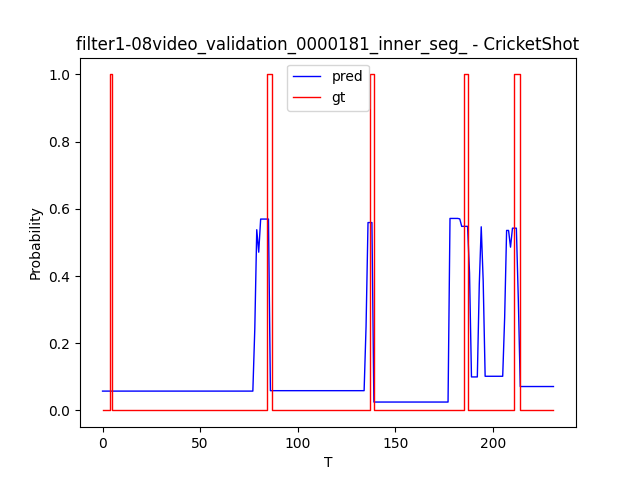 filter1-08video_validation_0000181_inner_seg_ - CricketShot
pred
gt
1.0
0.8
0.6
0.4
0.2
0.0
Probability
0
50
100
150
200
T